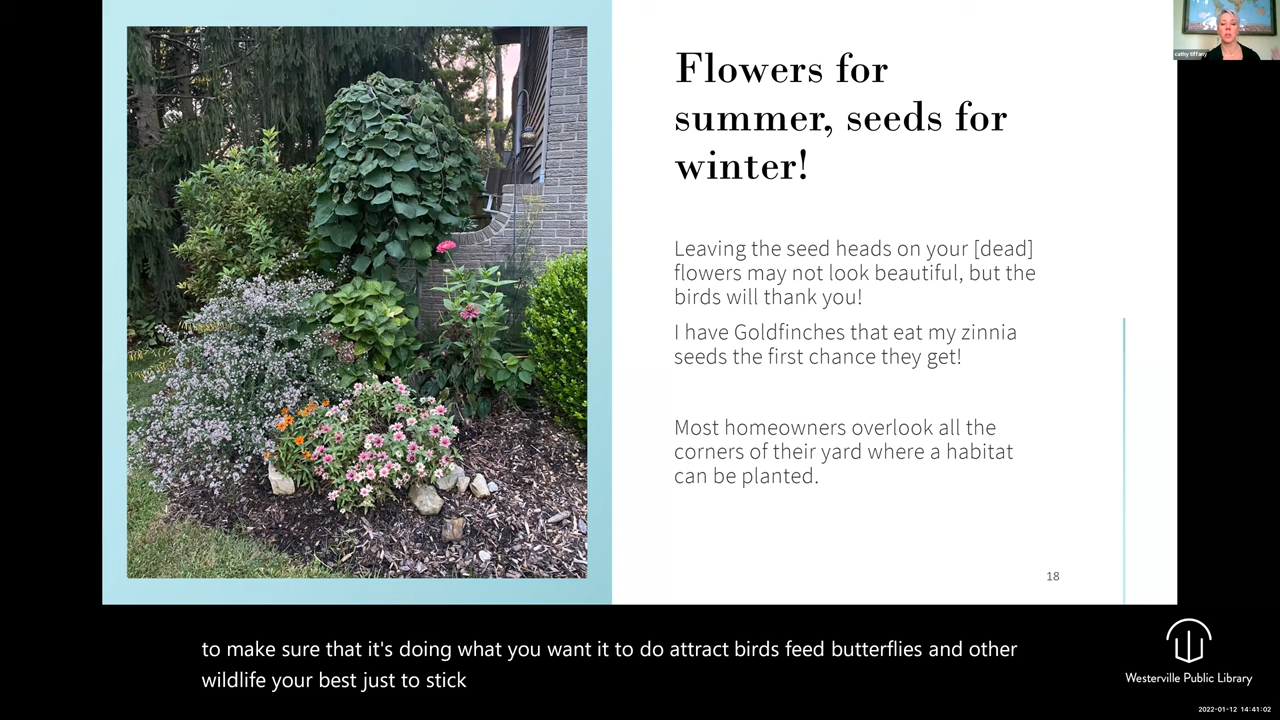 cathy tiffany
Flowers for
summer, seeds for
winter!
Leaving the seed heads on your [dead]
flowers may not look beautiful, but the
birds will thank you!
I have Goldfinches that eat my zinnia
seeds the first chance they get!
Most homeowners overlook all the
corners of their yard where a habitat
can be planted.
18
to make sure that it's doing what you want it to do attract birds feed butterflies and other
wildlife your best just to stick
Westerville Public Library
2022-01-12 14:41:02